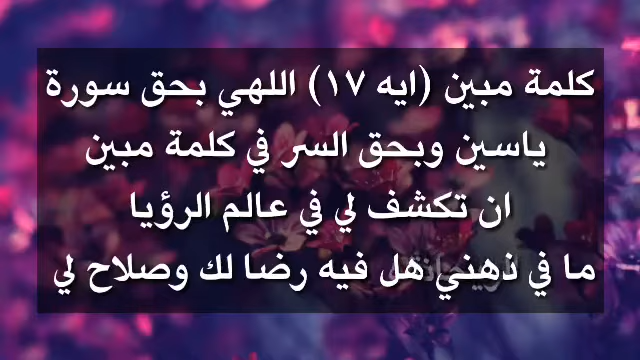 كلمة مبين (ايه ١٧) اللهي بحق سورة
ياسين وبحق السر في كلمة مبين
ان تكشف لي في عالم الرؤيا
ما في ذهني هل فيه رضا لك وصلاح لي